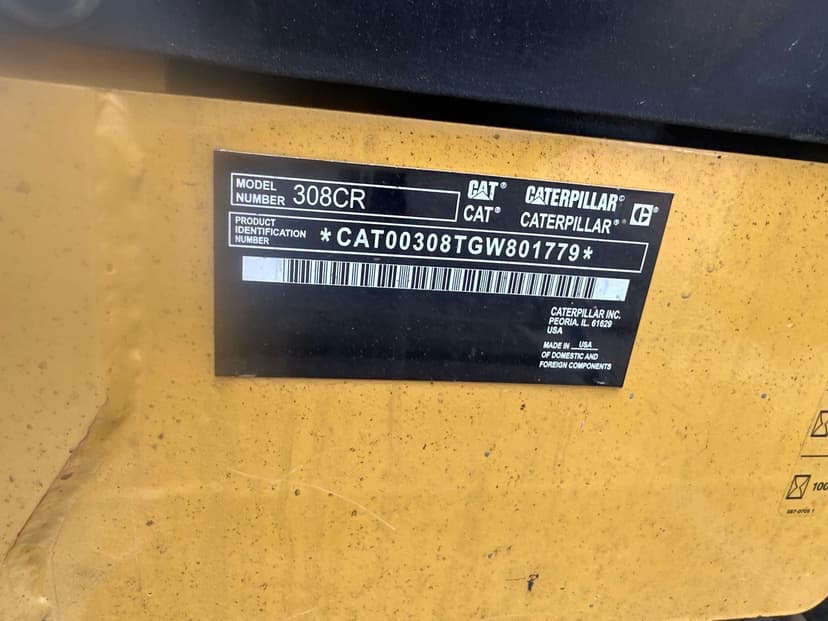 MODEL NUMBER 308CR
CAT® CATERPILLAR®
CAT® CATERPILLAR®
PRODUCT IDENTIFICATION NUMBER *CAT00308TGW801779*
CATERPILLAR INC.
PEORIA, IL. 61629
USA
MADE IN USA
OF DOMESTIC AND
FOREIGN COMPONENTS
100